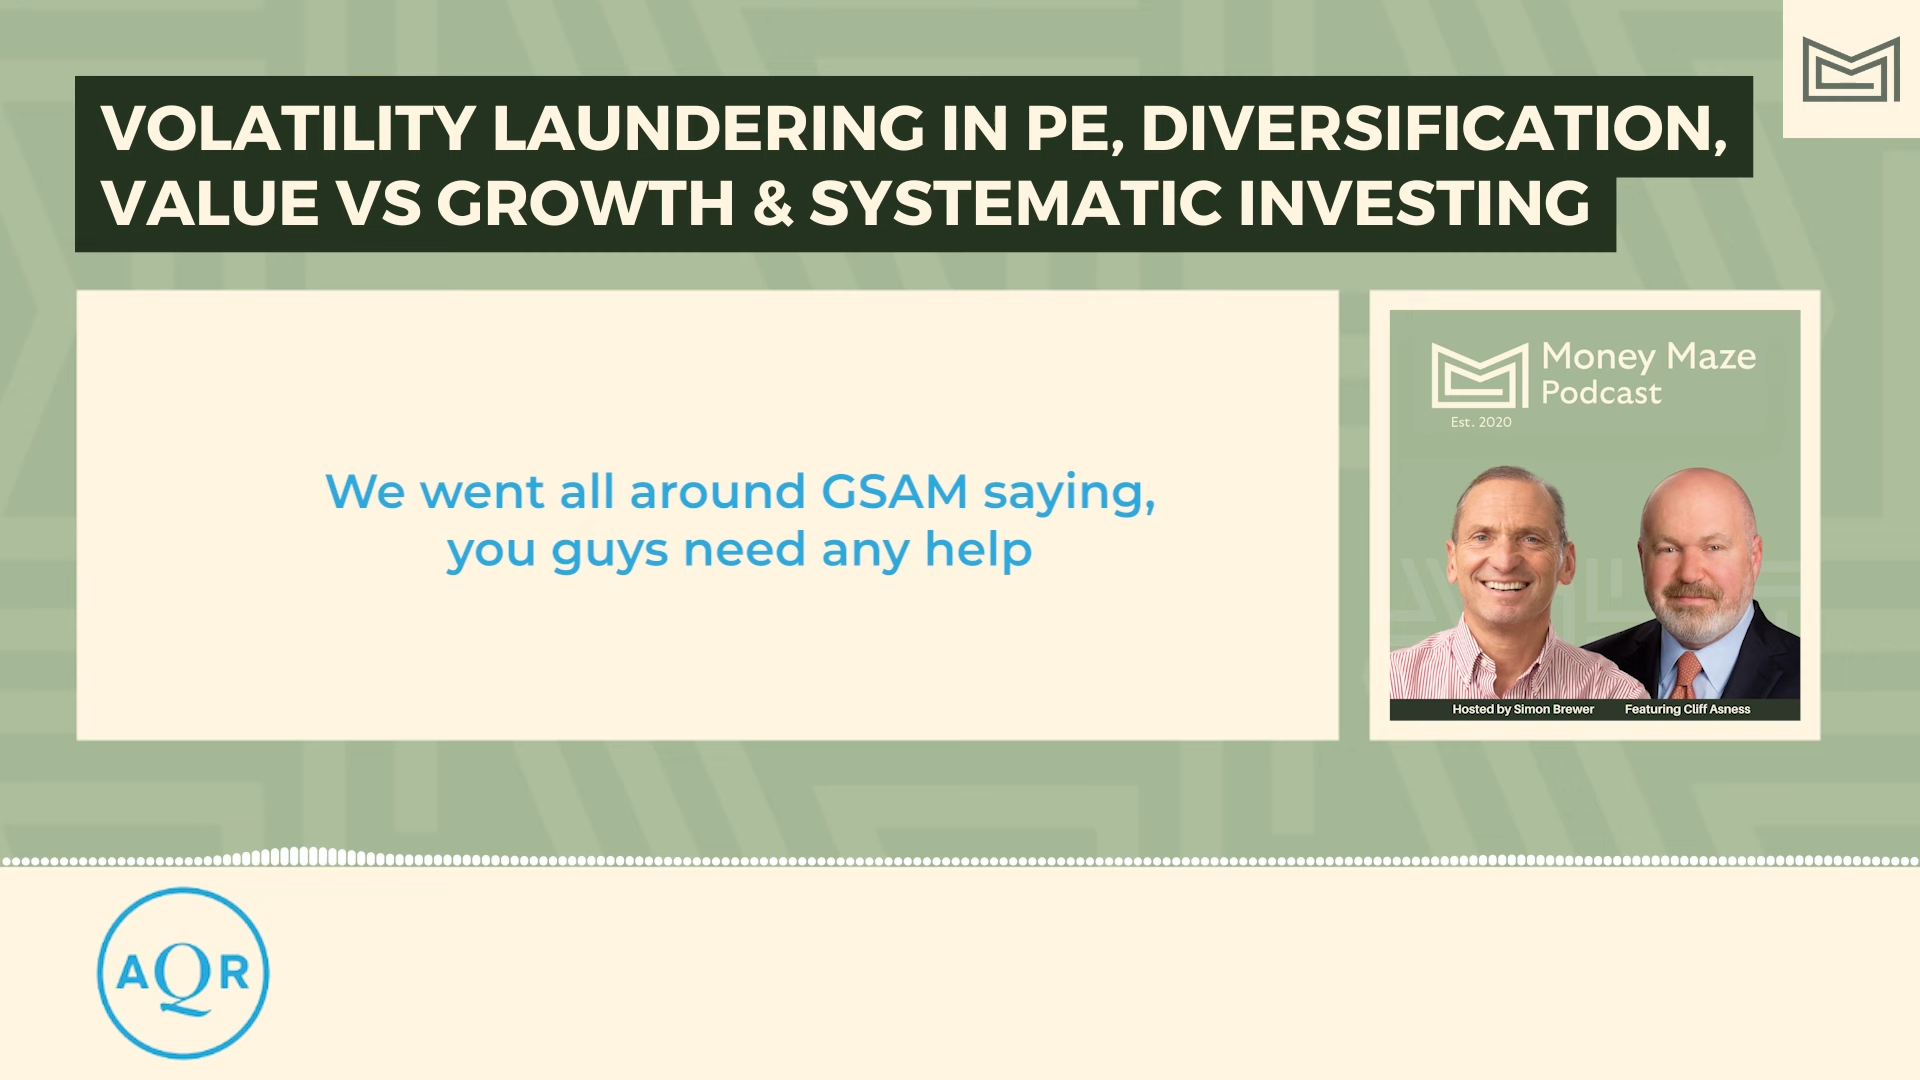 VOLATILITY LAUNDERING IN PE, DIVERSIFICATION,
VALUE VS GROWTH & SYSTEMATIC INVESTING
We went all around GSAM saying,
you guys need any help
Money Maze
Podcast
Est. 2020
Hosted by Simon Brewer
Featuring Cliff Asness
AQR